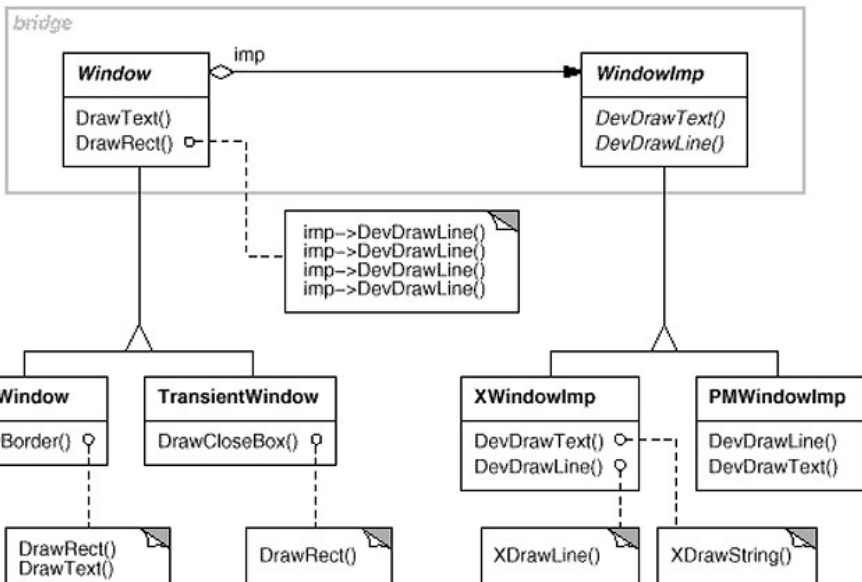 bridge
imp
Window
DrawText()
DrawRect()
WindowImp
DevDrawText()
DevDrawLine()
imp->DevDrawLine()
imp->DevDrawLine()
imp->DevDrawLine()
imp->DevDrawLine()
Window
Border()
TransientWindow
DrawCloseBox()
XWindowImp
DevDrawText()
DevDrawLine()
PMWindowImp
DevDrawLine()
DevDrawText()
DrawRect()
DrawText()
DrawRect()
XDrawLine()
XDrawString()